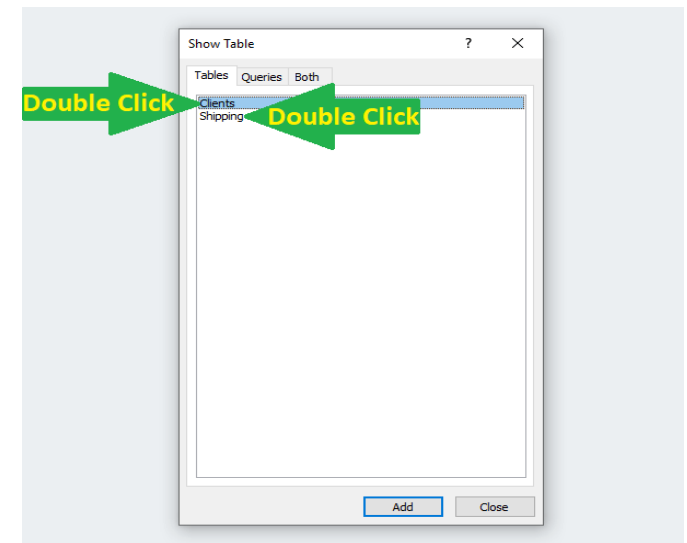 Show Table ? X
Tables Queries Both
Double Click Clients
Shipping Double Click
Add Close